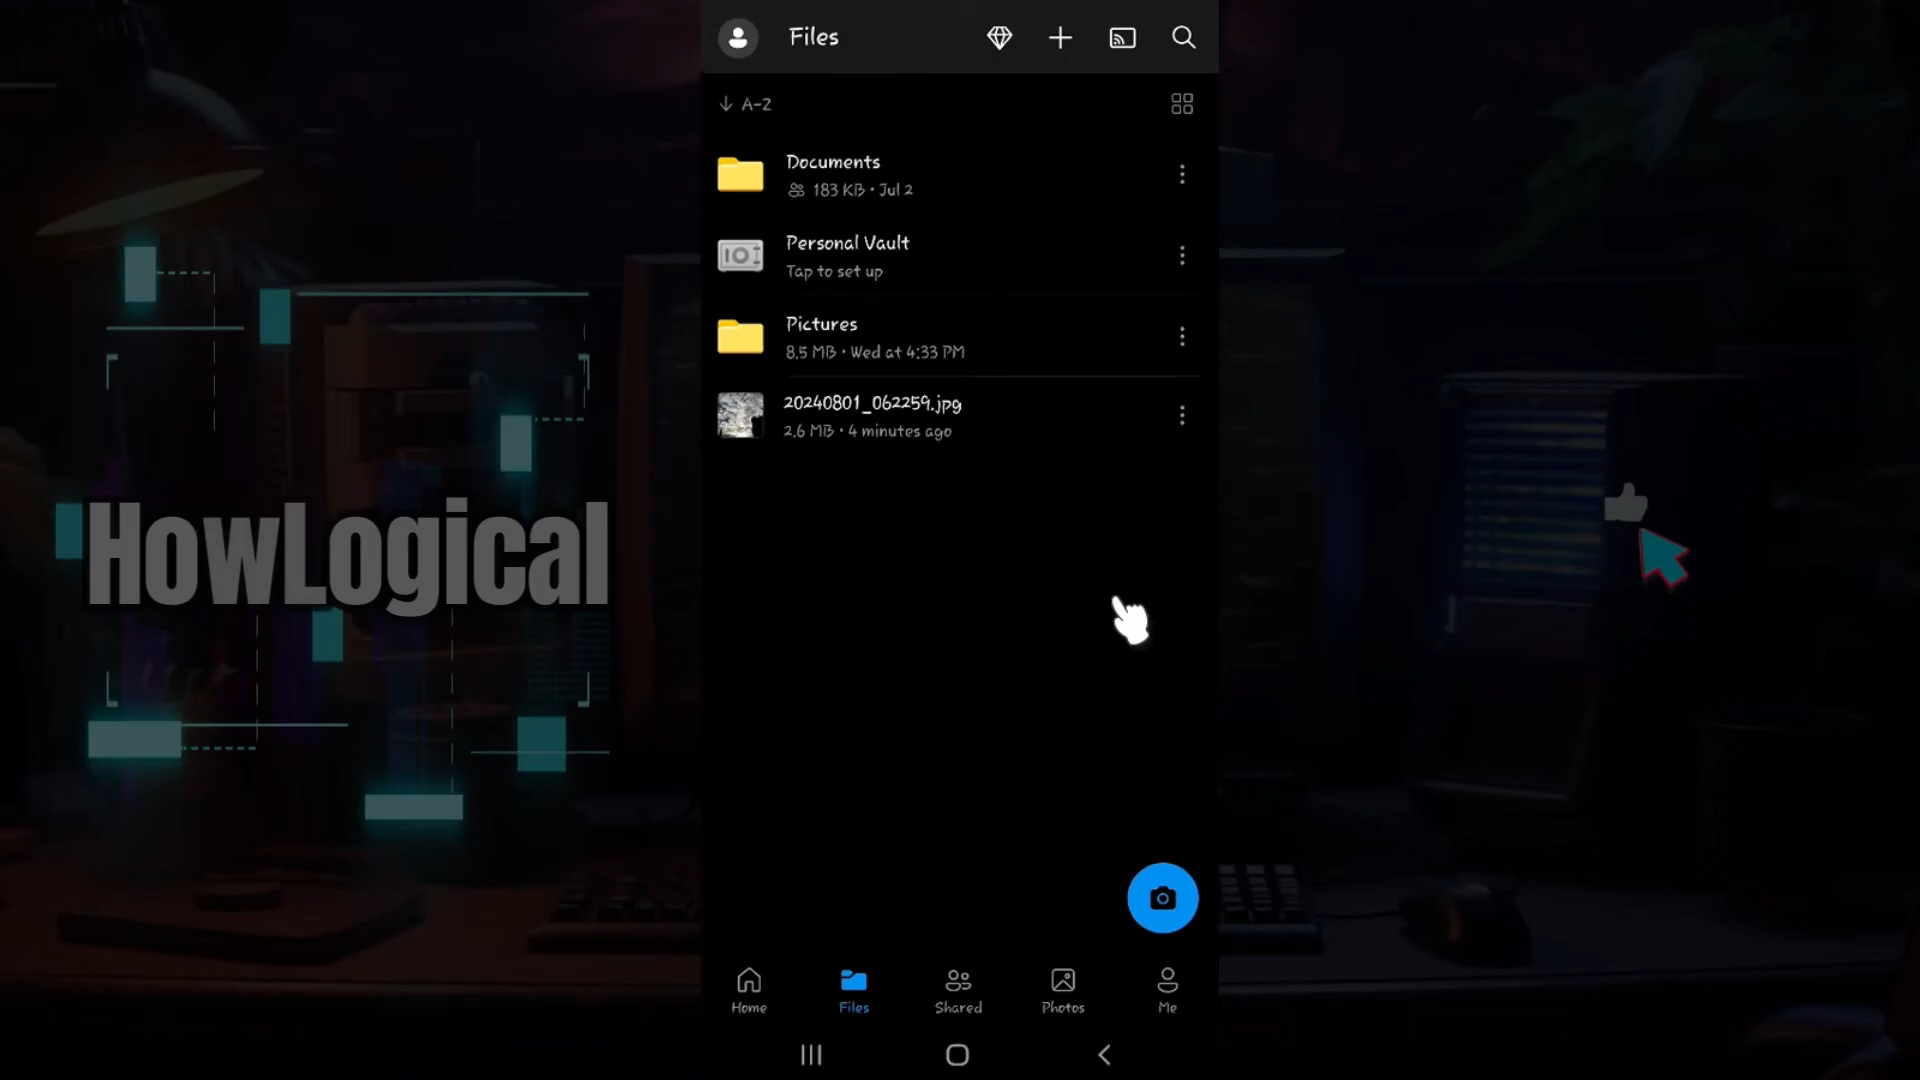 Files
A-Z
Documents
183 KB • Jul 2
Personal Vault
Tap to set up
Pictures
8.5 MB • Wed at 4:33 PM
20240801_062259.jpg
2.6 MB • 4 minutes ago
HowLogical
Home
Files
Shared
Photos
Me